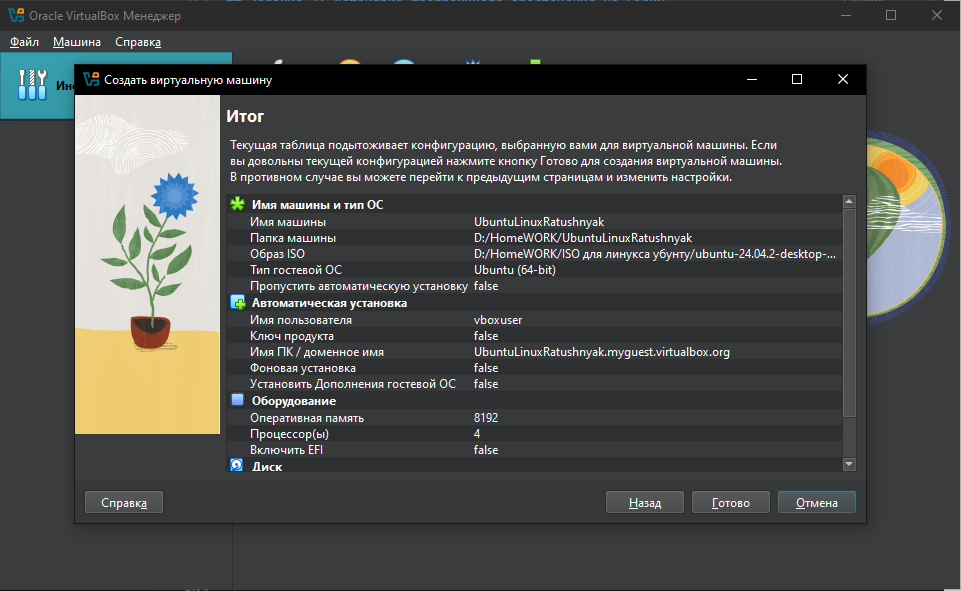 Oracle VirtualBox Менеджер
Файл Машина Справка
Создать виртуальную машину
Итог
Текущая таблица подытоживает конфигурацию, выбранную вами для виртуальной машины. Если
вы довольны текущей конфигурацией нажмите кнопку Готово для создания виртуальной машины.
В противном случае вы можете перейти к предыдущим страницам и изменить настройки.
Имя машины и тип ОС
Имя машины UbuntuLinuxRatushnyak
Папка машины D:/HomeWORK/UbuntuLinuxRatushnyak
Образ ISO D:/HomeWORK/ISO для линукса убунту/ubuntu-24.04.2-desktop-...
Тип гостевой ОС Ubuntu (64-bit)
Пропустить автоматическую установку false
Автоматическая установка
Имя пользователя vboxuser
Ключ продукта false
Имя ПК / доменное имя UbuntuLinuxRatushnyak.myguest.virtualbox.org
Фоновая установка false
Установить Дополнения гостевой ОС false
Оборудование
Оперативная память 8192
Процессор(ы) 4
Включить EFI false
Диск
Справка Назад Готово Отмена